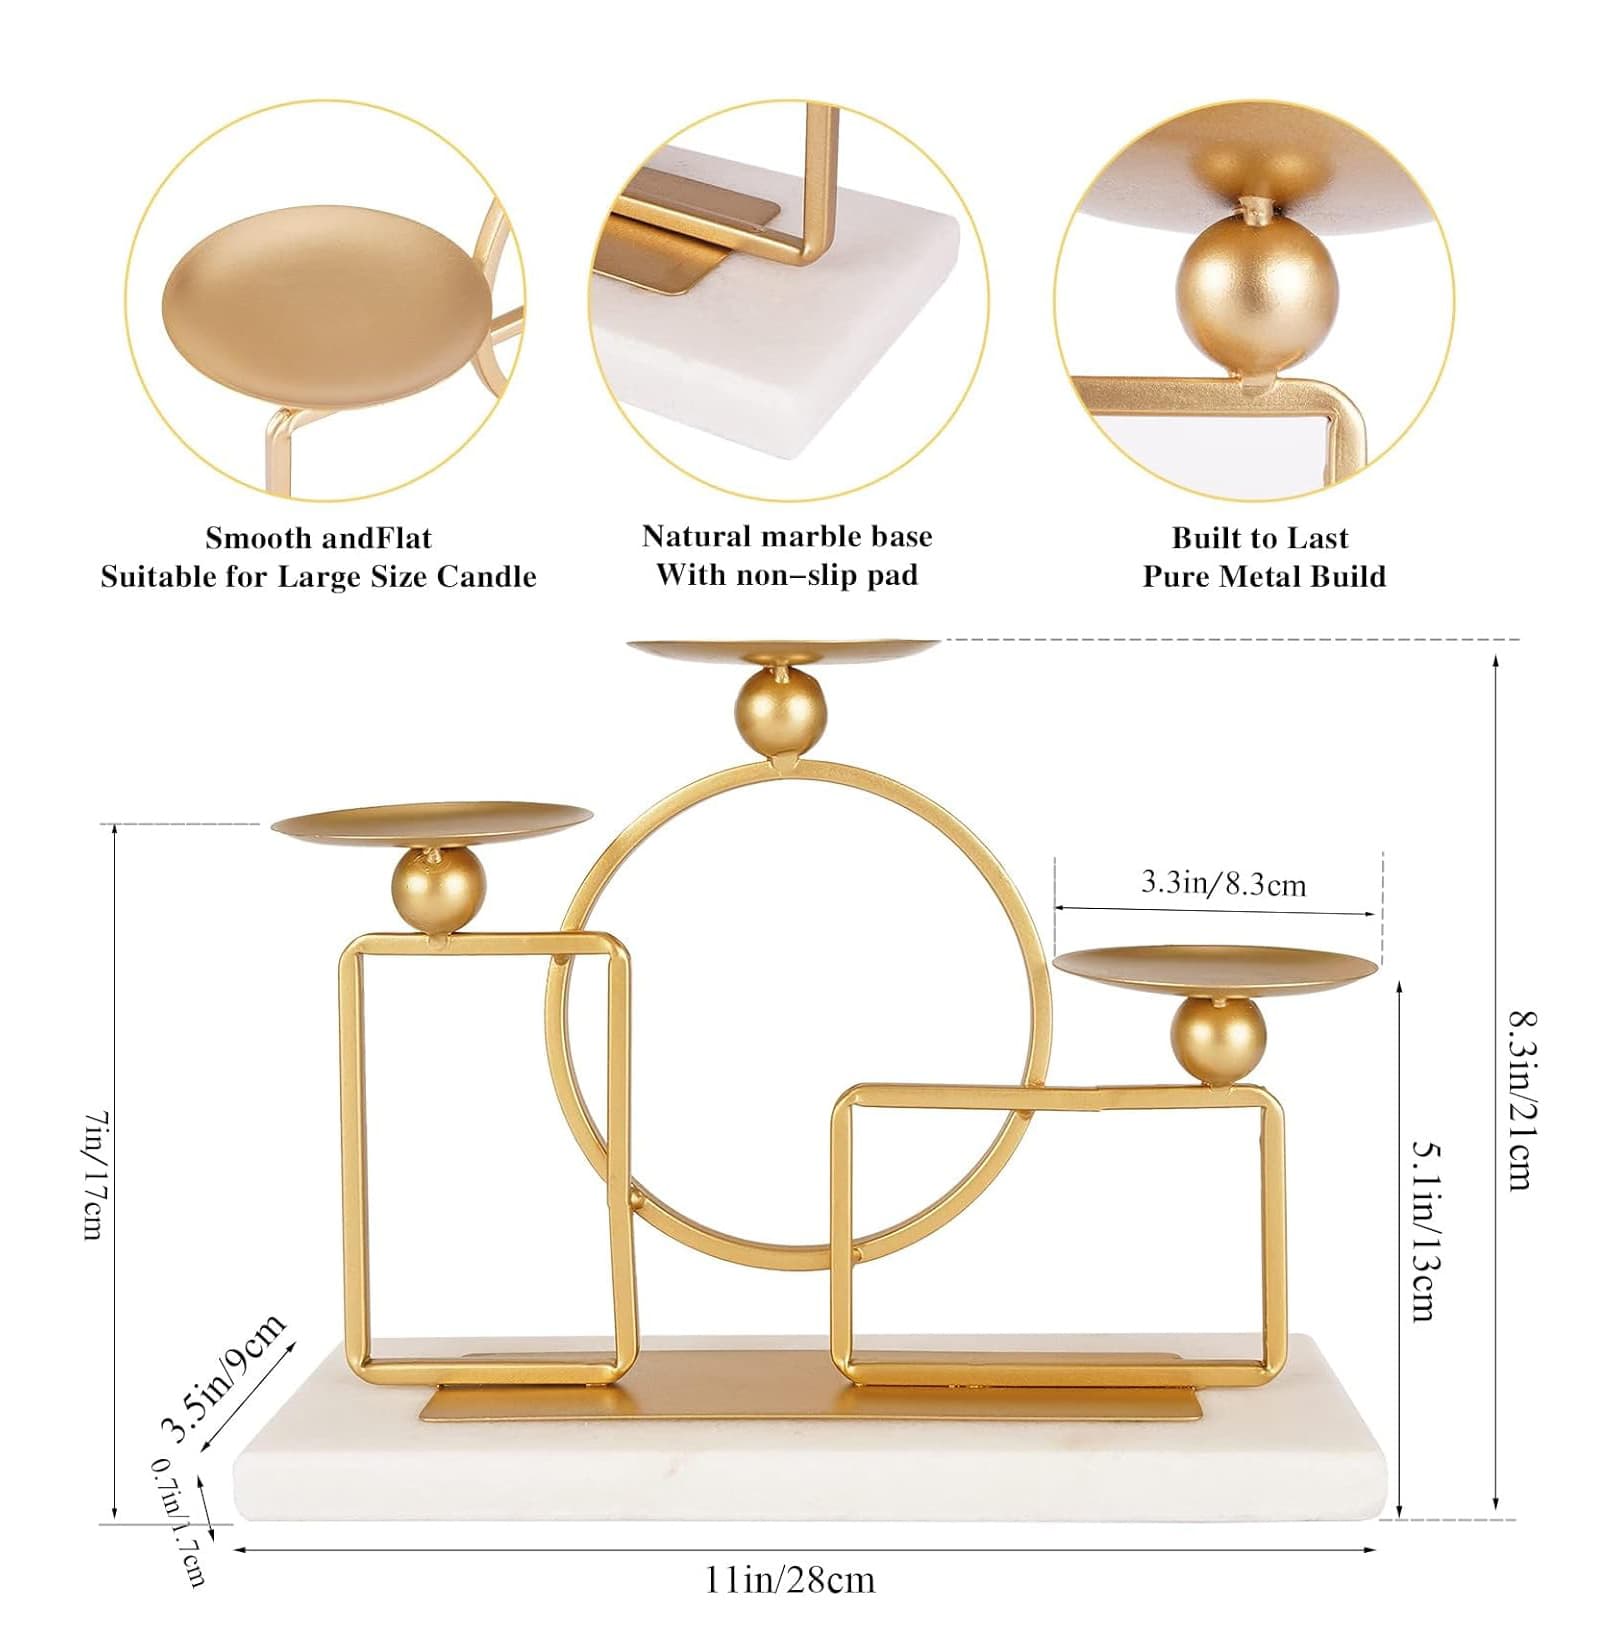 Smooth andFlat
Suitable for Large Size Candle
Natural marble base
With non-slip pad
Built to Last
Pure Metal Build
3.3in/8.3cm
7in/17cm
8.3in/21cm
5.1in/13cm
3.5in/9cm
0.7in/1.7cm
11in/28cm